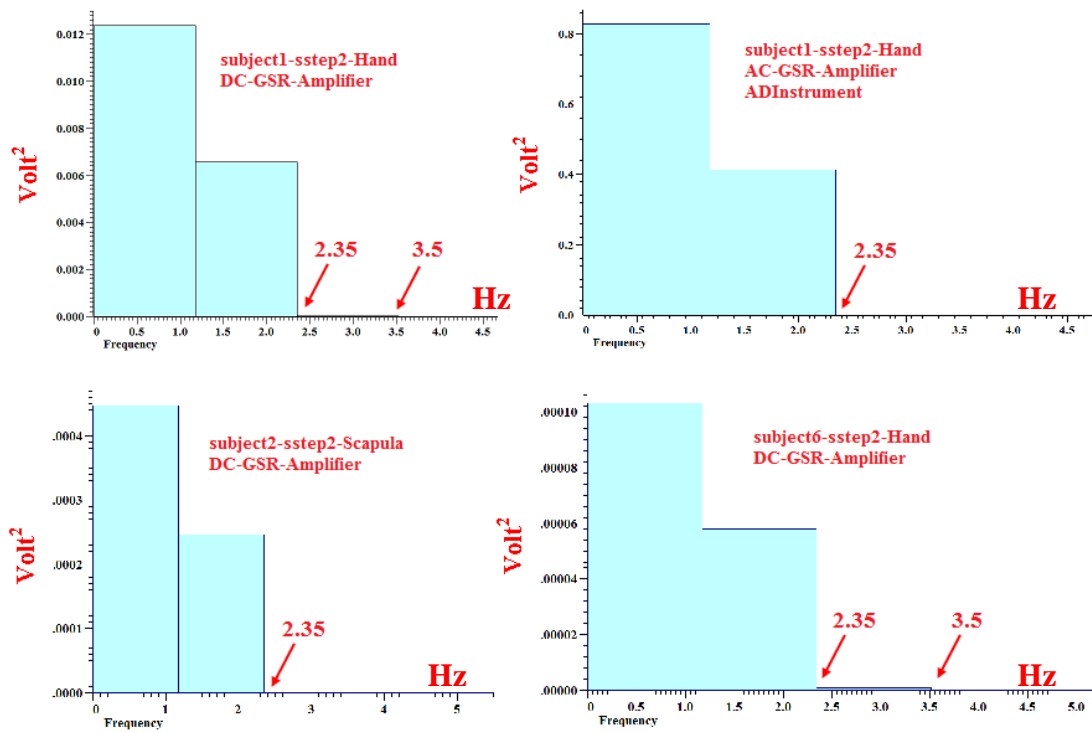 0.012
0.010
0.008
0.006
0.004
0.002
0.000
Volt2
subject1-sstep2-Hand
DC-GSR-Amplifier
2.35
3.5
Hz
0 0.5 1.0 1.5 2.0 2.5 3.0 3.5 4.0 4.5
Frequency
0.8
0.6
0.4
0.2
0.0
Volt2
subject1-sstep2-Hand
AC-GSR-Amplifier
ADInstrument
2.35
Hz
0 0.5 1.0 1.5 2.0 2.5 3.0 3.5 4.0 4.5
Frequency
.0004
.0003
.0002
.0001
.0000
Volt2
subject2-sstep2-Scapula
DC-GSR-Amplifier
2.35
Hz
0 1 2 3 4 5
Frequency
.00010
.00008
.00006
.00004
.00002
.00000
Volt2
subject6-sstep2-Hand
DC-GSR-Amplifier
2.35
3.5
Hz
0 0.5 1.0 1.5 2.0 2.5 3.0 3.5 4.0 4.5 5.0
Frequency